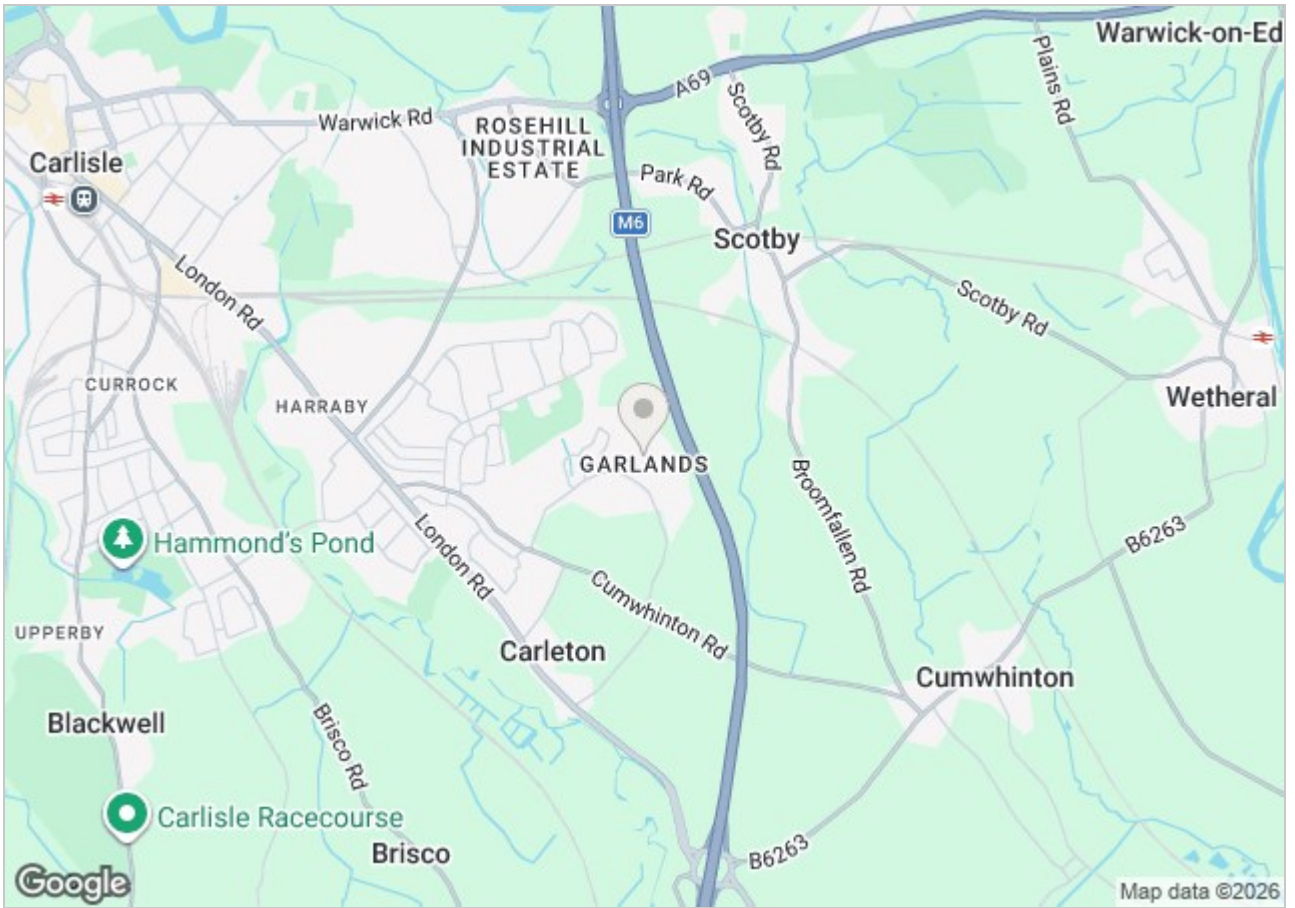 Warwick-on-Ed
A69
Plains Rd
Scotby Rd
Warwick Rd
ROSEHILL
INDUSTRIAL
ESTATE
Carlisle
Park Rd
M6
Scotby
London Rd
Scotby Rd
CURROCK
HARRABY
Wetheral
GARLANDS
Broomfallen Rd
Hammond's Pond
London Rd
B6263
Cumwhinton Rd
UPPERBY
Carleton
Cumwhinton
Blackwell
Brisco Rd
Carlisle Racecourse
Brisco
B6263
Google
Map data ©2026